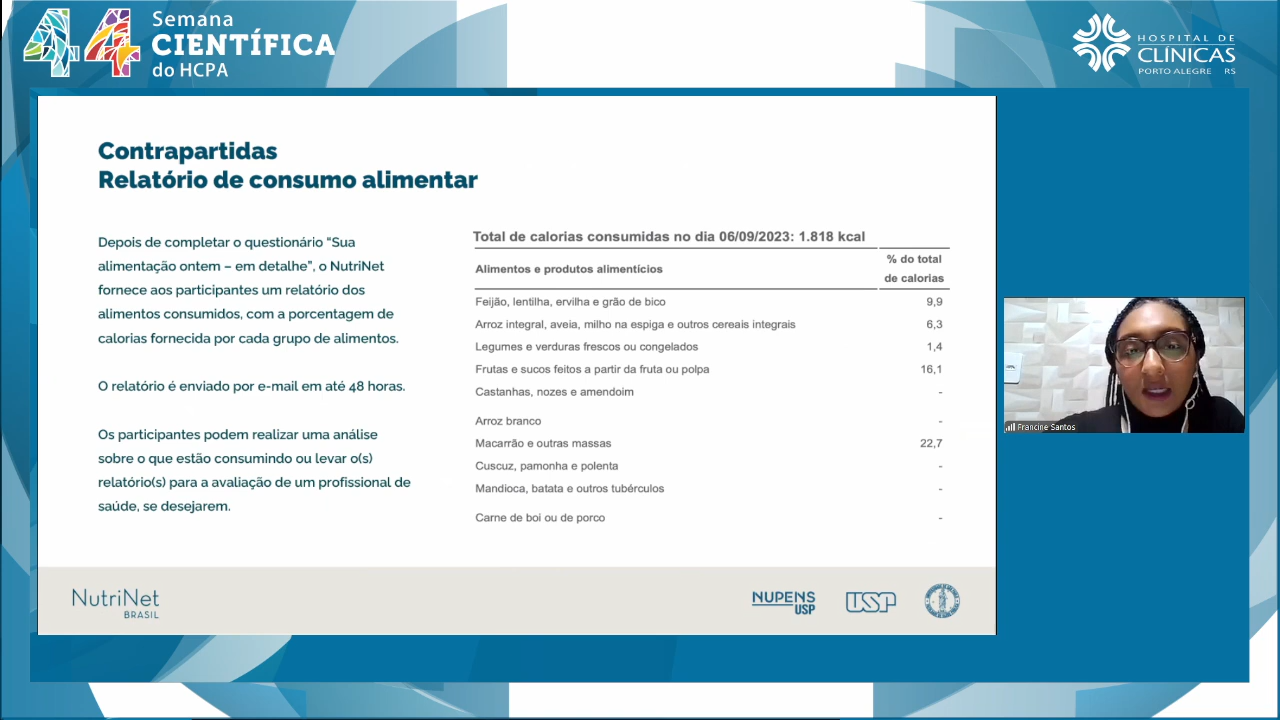 44 Semana
CIENTÍFICA
do HCPA
HOSPITAL DE
CLÍNICAS
PORTO ALEGRE RS
Contrapartidas
Relatório de consumo alimentar
Depois de completar o questionário “Sua
alimentação ontem – em detalhe”, o NutriNet
fornece aos participantes um relatório dos
alimentos consumidos, com a porcentagem de
calorias fornecida por cada grupo de alimentos.
O relatório é enviado por e-mail em até 48 horas.
Os participantes podem realizar uma análise
sobre o que estão consumindo ou levar o(s)
relatório(s) para a avaliação de um profissional de
saúde, se desejarem.
Total de calorias consumidas no dia 06/09/2023: 1.818 kcal
Alimentos e produtos alimentícios % do total
de calorias
Feijão, lentilha, ervilha e grão de bico 9,9
Arroz integral, aveia, milho na espiga e outros cereais integrais 6,3
Legumes e verduras frescos ou congelados 1,4
Frutas e sucos feitos a partir da fruta ou polpa 16,1
Castanhas, nozes e amendoim -
Arroz branco -
Macarrão e outras massas 22,7
Cuscuz, pamonha e polenta -
Mandioca, batata e outros tubérculos -
Carne de boi ou de porco -
Francine Santos
NutriNet
BRASIL
NUPENS
USP
USP